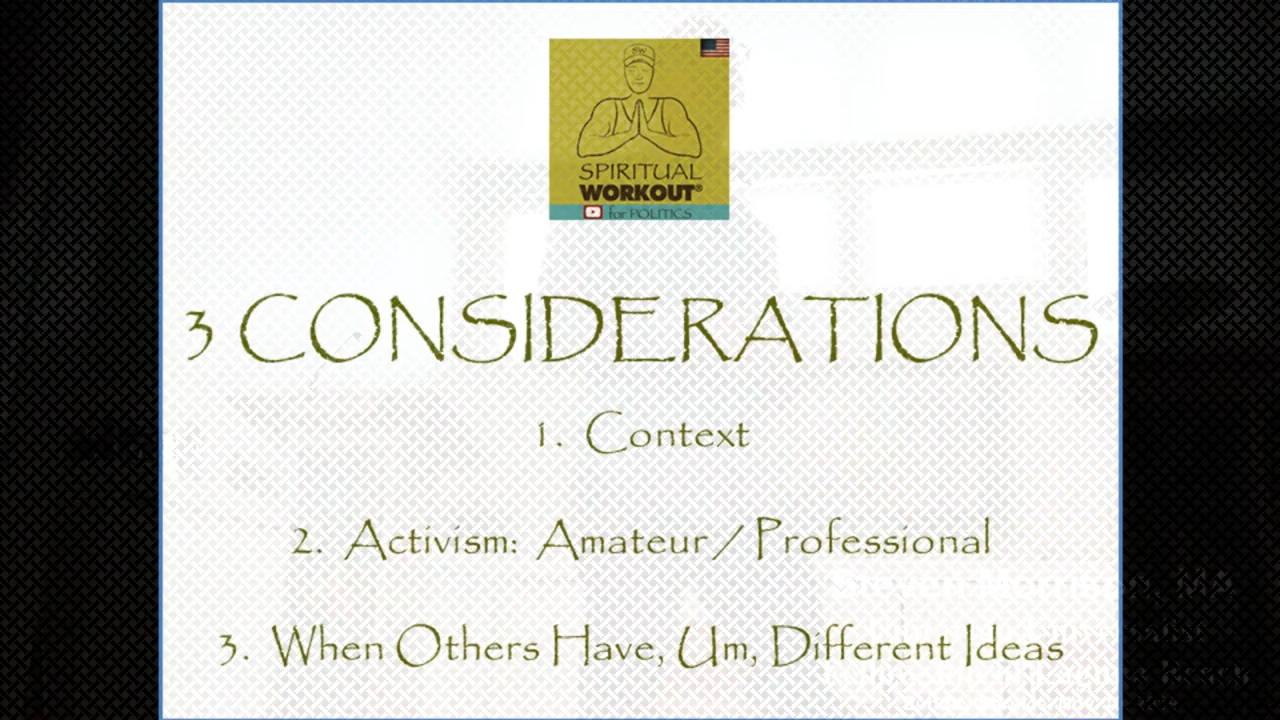 SW
SPIRITUAL
WORKOUT®
for POLITICS
3 CONSIDERATIONS
1. Context
2. Activism: Amateur / Professional
3. When Others Have, Um, Different Ideas